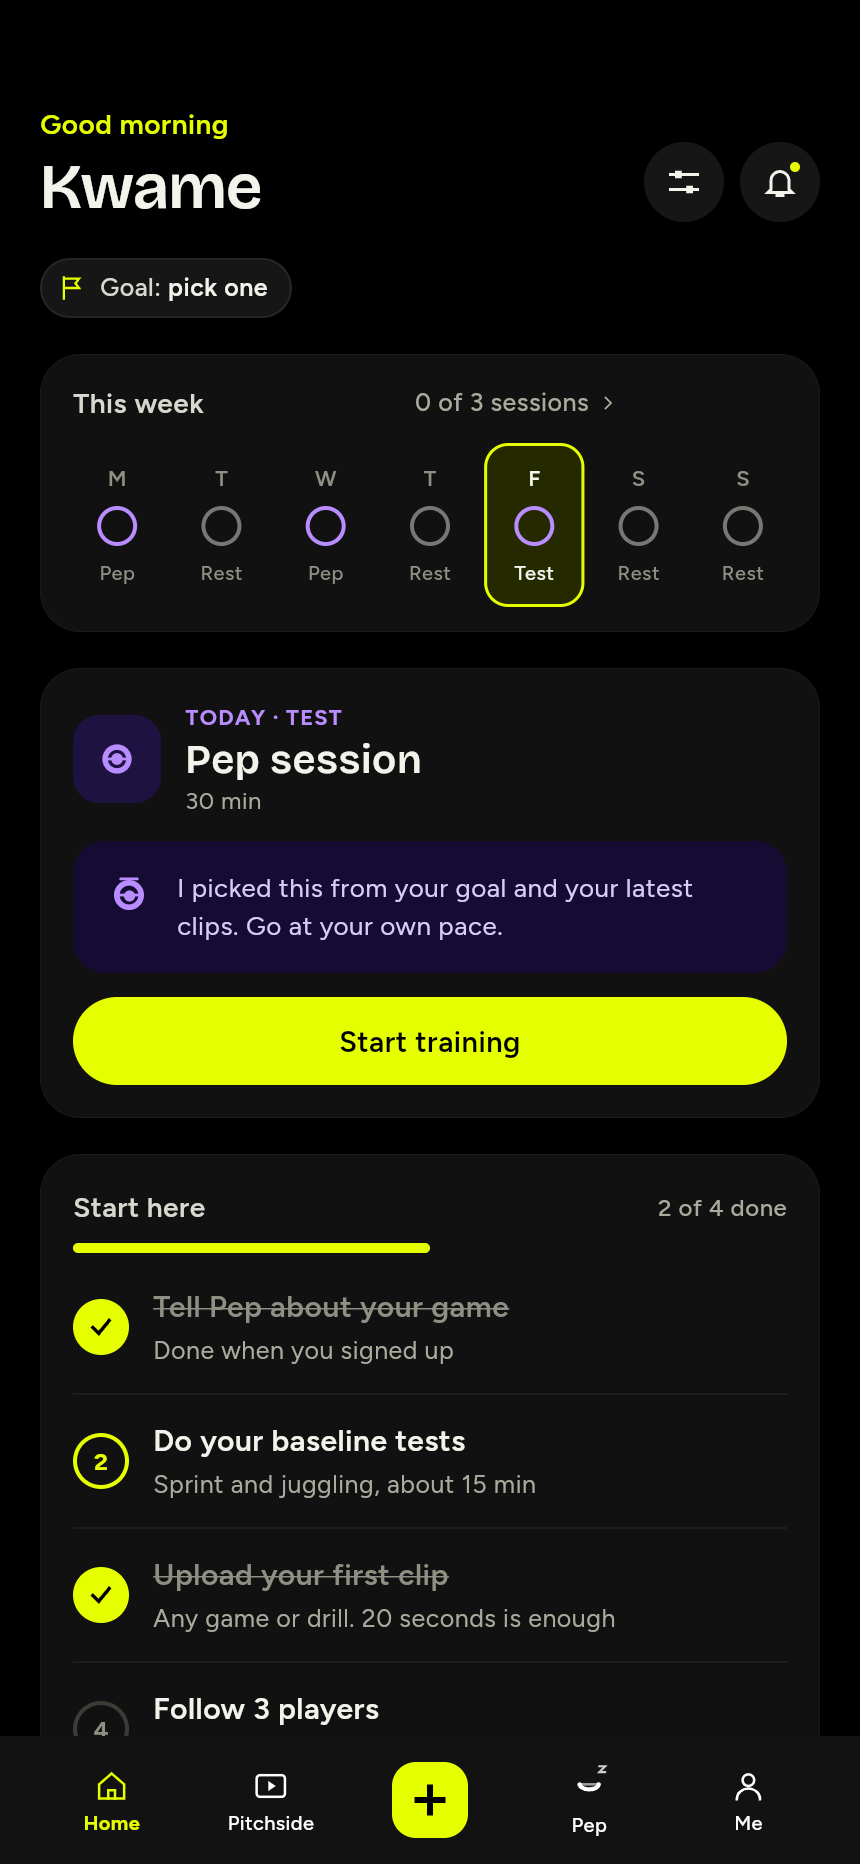 Good morning
Kwame
Goal: pick one
This week
0 of 3 sessions
M T W T F S S
Pep Rest Pep Rest Test Rest Rest
TODAY · TEST
Pep session
30 min
I picked this from your goal and your latest
clips. Go at your own pace.
Start training
Start here
2 of 4 done
Tell Pep about your game
Done when you signed up
2
Do your baseline tests
Sprint and juggling, about 15 min
Upload your first clip
Any game or drill. 20 seconds is enough
4
Follow 3 players
z
Home Pitchside Pep Me